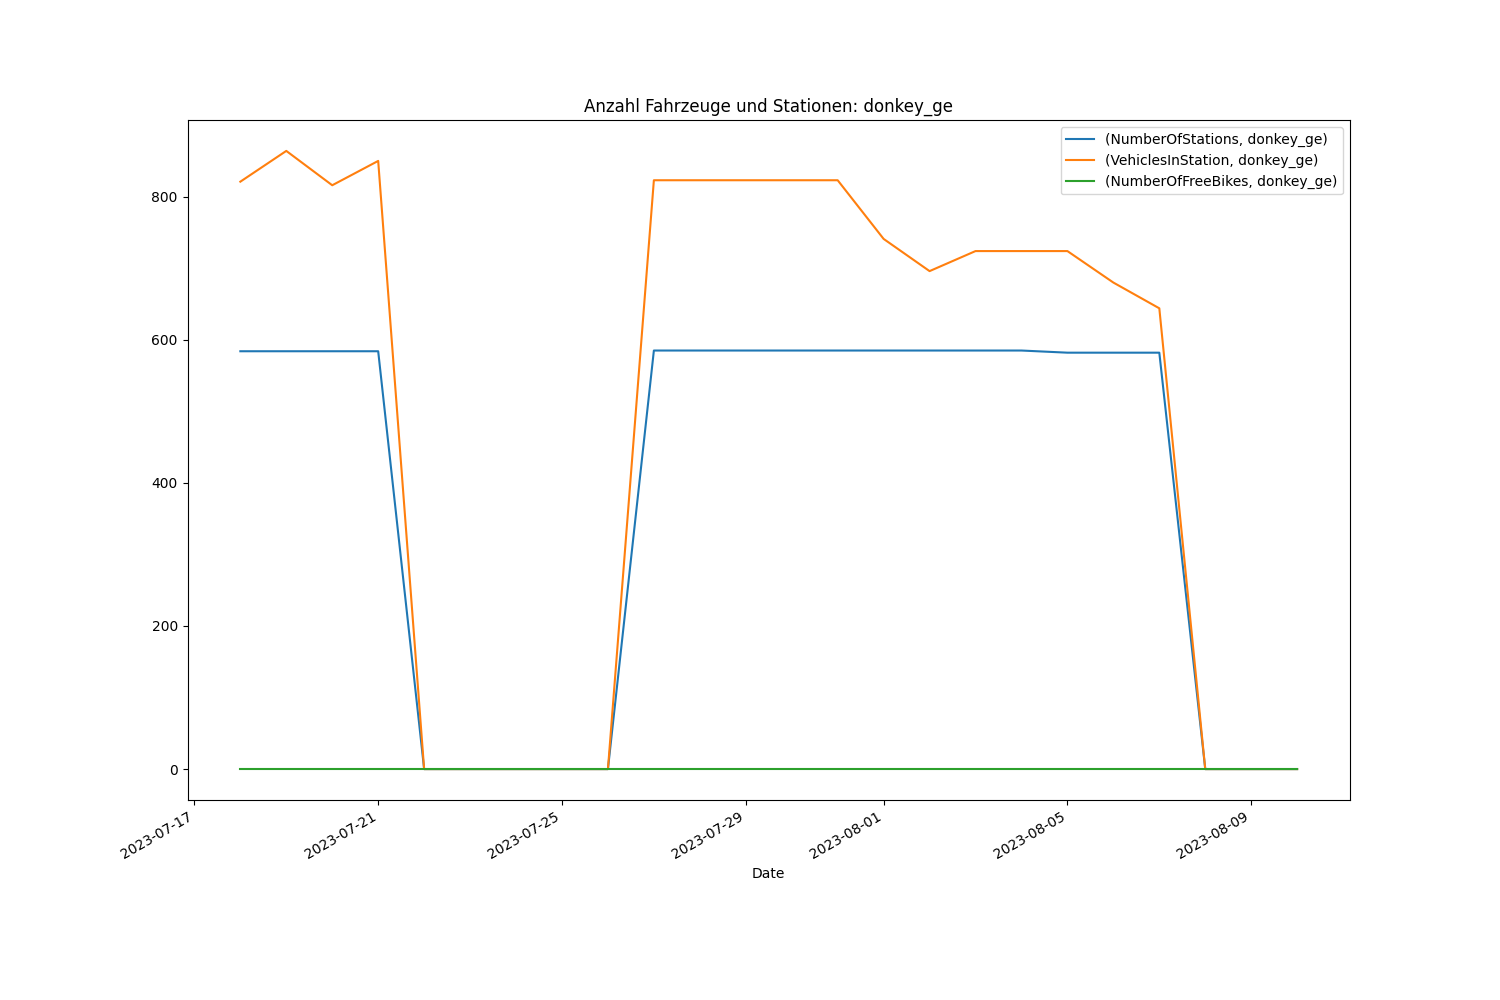 Anzahl Fahrzeuge und Stationen: donkey_ge
(NumberOfStations, donkey_ge)
(VehiclesInStation, donkey_ge)
(NumberOfFreeBikes, donkey_ge)
800
600
400
200
0
2023-07-17
2023-07-21
2023-07-25
2023-07-29
2023-08-01
2023-08-05
2023-08-09
Date